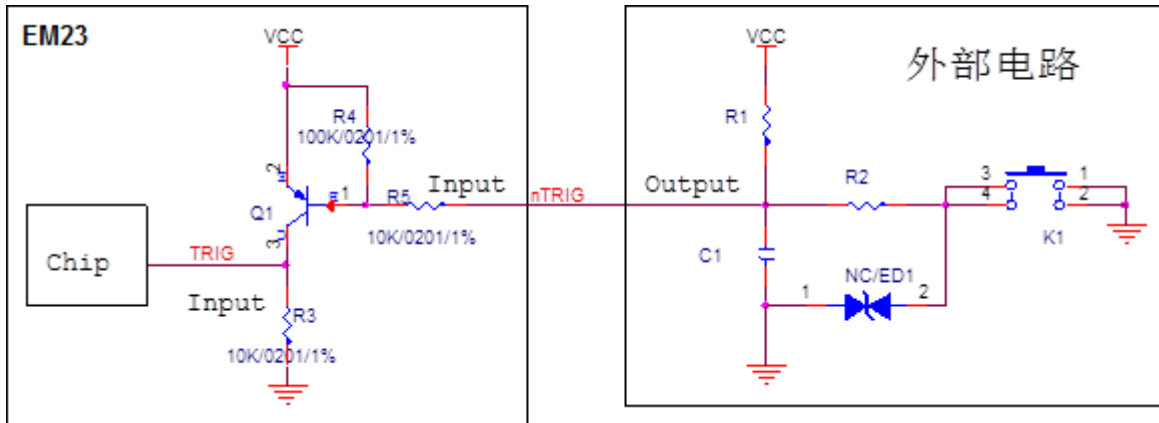 EM23
VCC
R4
100K/0201/1%
2
1
R5
Input
nTRIG
Q1
10K/0201/1%
3
Chip
TRIG
Input
R3
10K/0201/1%
外部电路
VCC
R1
Output
R2
3
1
4
2
K1
C1
NC/ED1
1
2